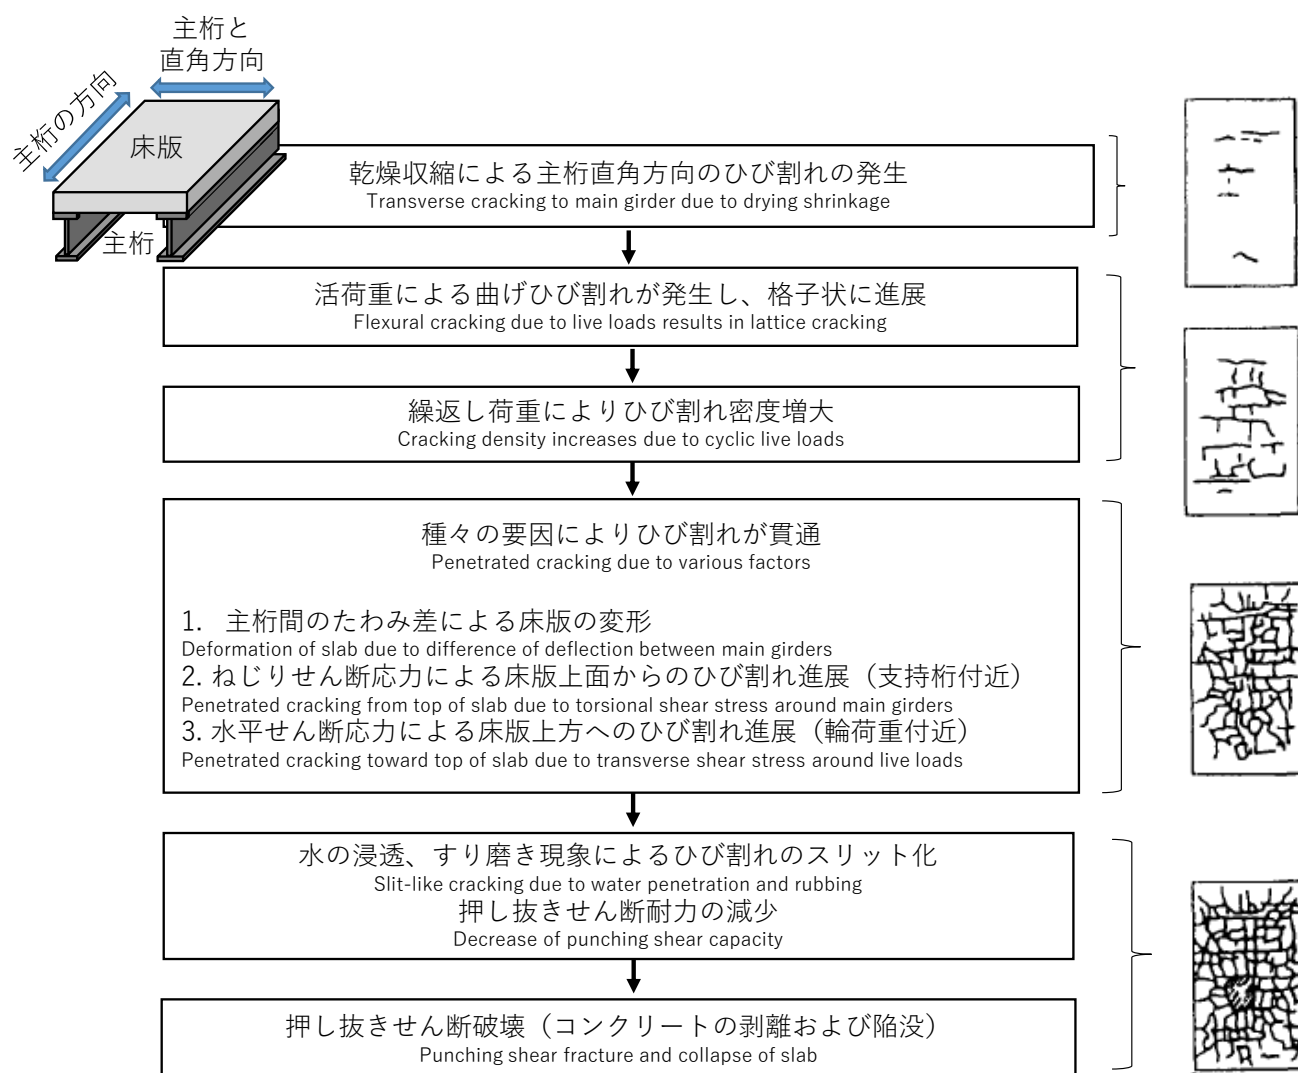 主桁と
直角方向
主桁の方向
床版
主桁
乾燥収縮による主桁直角方向のひび割れの発生
Transverse cracking to main girder due to drying shrinkage
活荷重による曲げひび割れが発生し、格子状に進展
Flexural cracking due to live loads results in lattice cracking
繰返し荷重によりひび割れ密度増大
Cracking density increases due to cyclic live loads
種々の要因によりひび割れが貫通
Penetrated cracking due to various factors
1. 主桁間のたわみ差による床版の変形
Deformation of slab due to difference of deflection between main girders
2. ねじりせん断応力による床版上面からのひび割れ進展（支持桁付近）
Penetrated cracking from top of slab due to torsional shear stress around main girders
3. 水平せん断応力による床版上方へのひび割れ進展（輪荷重付近）
Penetrated cracking toward top of slab due to transverse shear stress around live loads
水の浸透、すり磨き現象によるひび割れのスリット化
Slit-like cracking due to water penetration and rubbing
押し抜きせん断耐力の減少
Decrease of punching shear capacity
押し抜きせん断破壊（コンクリートの剥離および陥没）
Punching shear fracture and collapse of slab